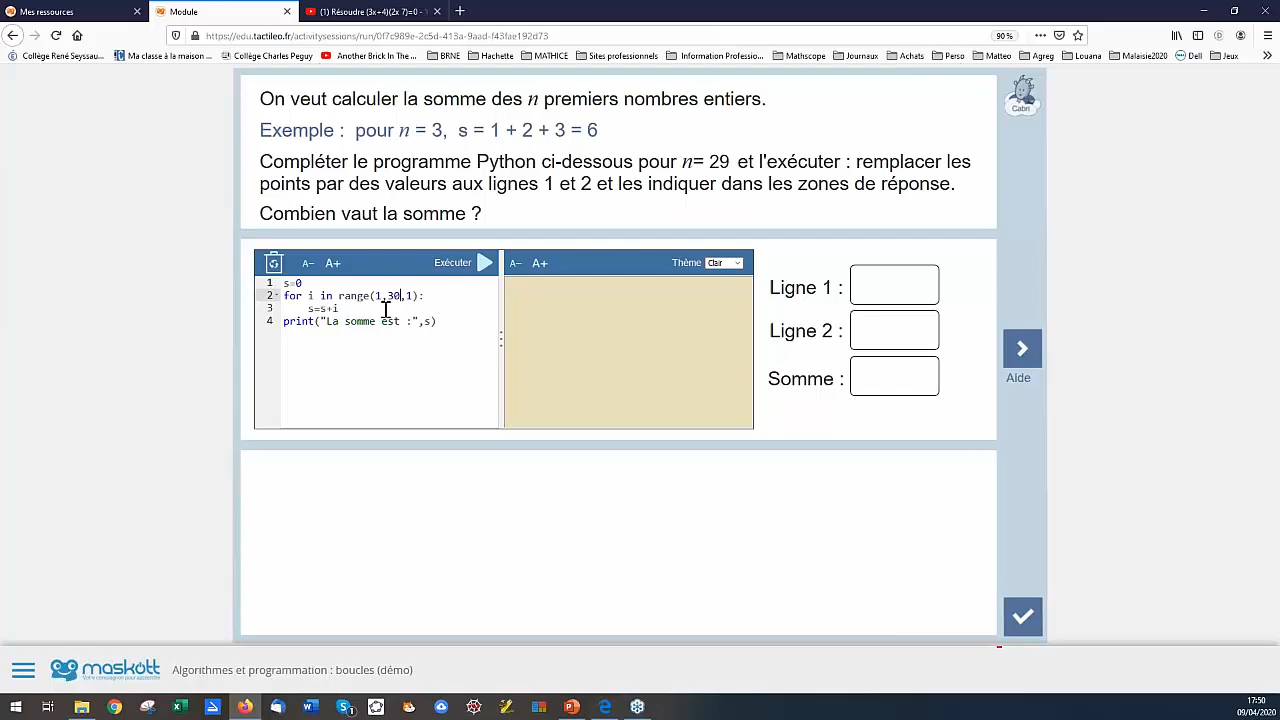 Mes ressources
Module
(1) Résoudre (3x+4)(2x 7)=0 -
https://edu.tactileo.fr/activitysessions/run/0f7c989e-2c5d-413a-9aad-f43fae192d73
90 %
Collège René Seyssau...
Ma classe à la maison ...
Collège Charles Peguy
Another Brick In The ...
BRNE
Hachette
MATHICE
Sites professionnels
Information Professio...
Mathscope
Journaux
Achats
Perso
Matteo
Agreg
Louana
Malaisie2020
Dell
Jeux
On veut calculer la somme des n premiers nombres entiers.
Cabri
Exemple : pour n = 3, s = 1 + 2 + 3 = 6
Compléter le programme Python ci-dessous pour n= 29 et l'exécuter : remplacer les
points par des valeurs aux lignes 1 et 2 et les indiquer dans les zones de réponse.
Combien vaut la somme ?
A- A+ Exécuter
A- A+ Thème Clair
1 s=0
2 for i in range(1,30,1):
3 s=s+i
4 print("La somme est :",s)
Ligne 1 :
Ligne 2 :
Somme :
Aide
maskott
Votre compagnon pour apprendre
Algorithmes et programmation : boucles (démo)
17:50
09/04/2020